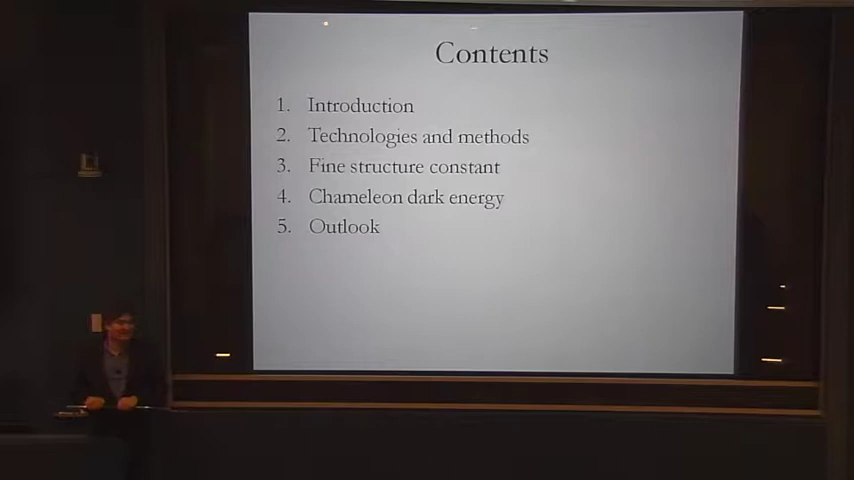 Contents
1. Introduction
2. Technologies and methods
3. Fine structure constant
4. Chameleon dark energy
5. Outlook